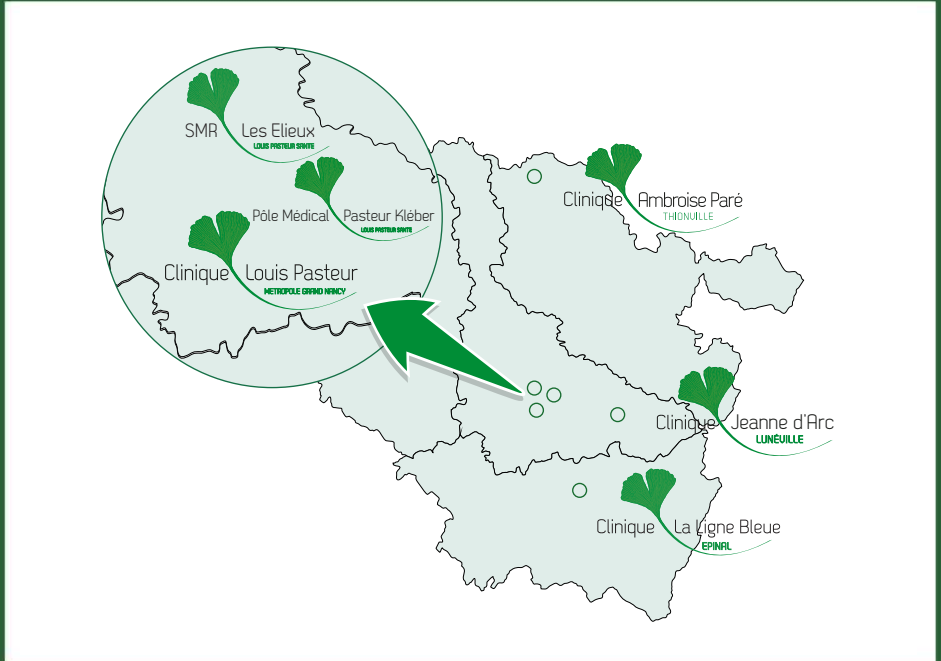 SMR Les Elieux
LOUIS PASTEUR SANTE
Pôle Médical Pasteur Kléber
LOUIS PASTEUR SANTE
Clinique Louis Pasteur
METROPOLE GRAND NANCY
Clinique Ambroise Paré
THIONVILLE
Clinique Jeanne d'Arc
LUNÉVILLE
Clinique La Ligne Bleue
EPINAL